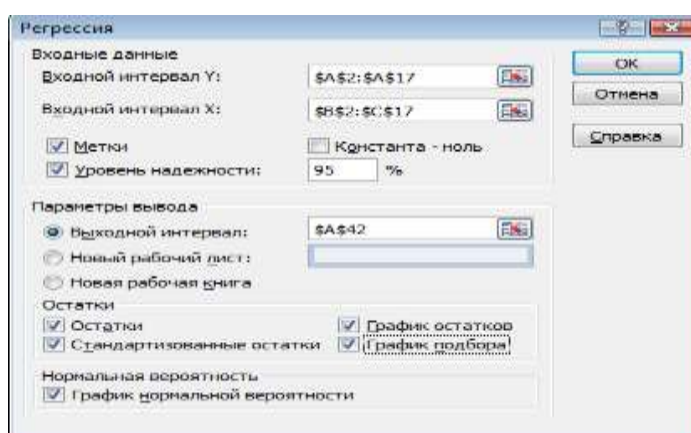 Регрессия
Входные данные
Входной интервал Y: $A$2:$A$17
Входной интервал X: $B$2:$C$17
Метки Константа - ноль
Уровень надежности: 95 %
Параметры вывода
Выходной интервал: $A$42
Новый рабочий лист:
Новая рабочая книга
Остатки
Остатки График остатков
Стандартизованные остатки График подбора
Нормальная вероятность
График нормальной вероятности
ОК
Отмена
Справка